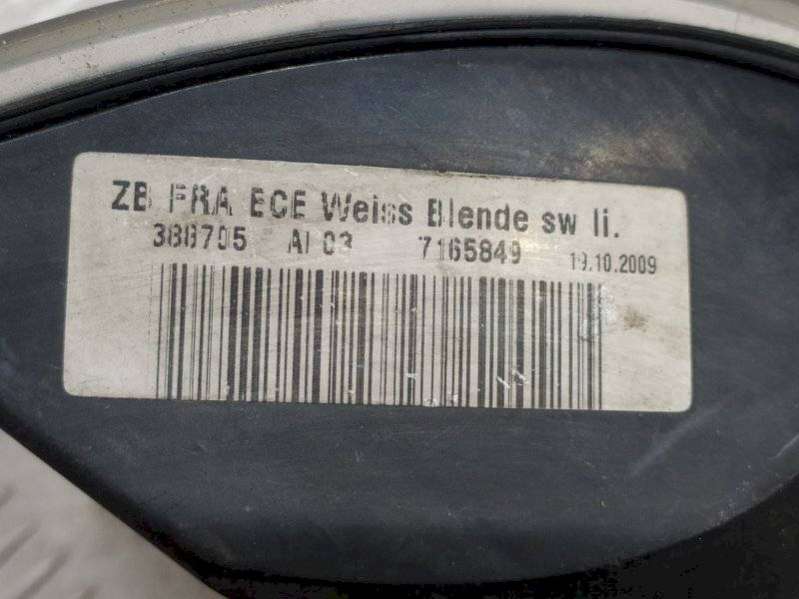 ZB FRA ECE Weiss Blende sw li.
388705 AI 03 7165849 19.10.2009